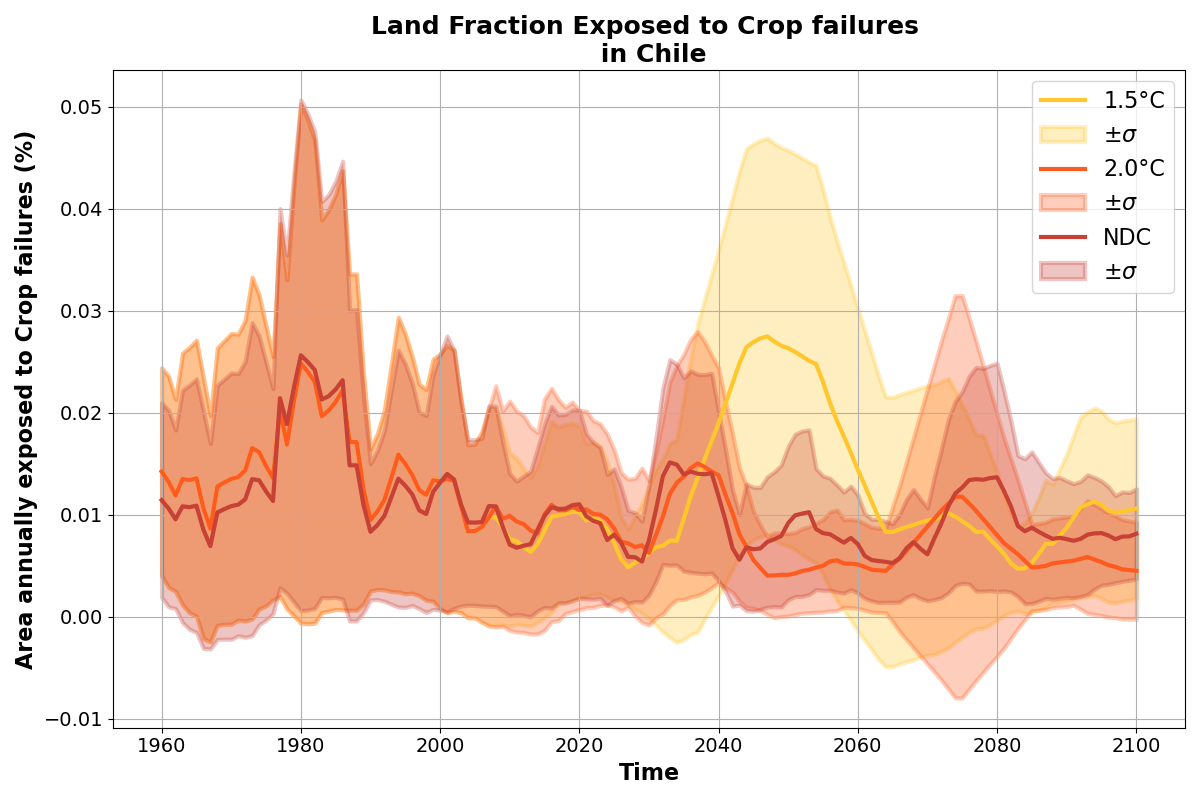 Land Fraction Exposed to Crop failures
in Chile
Area annually exposed to Crop failures (%)
0.05
0.04
0.03
0.02
0.01
0.00
−0.01
1.5°C
±σ
2.0°C
±σ
NDC
±σ
1960
1980
2000
2020
2040
2060
2080
2100
Time